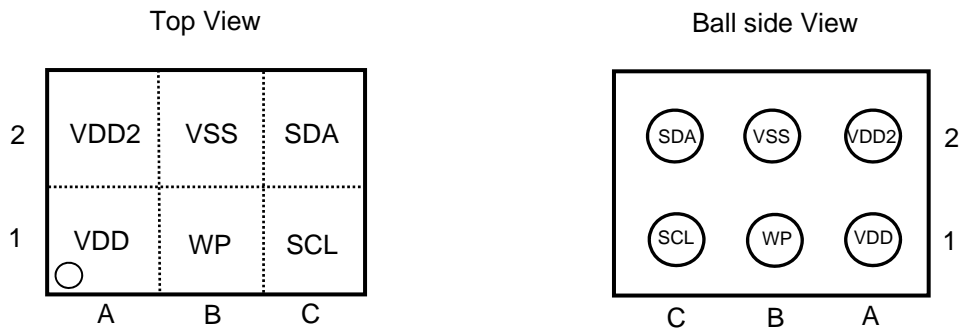 Top View
Ball side View
2 VDD2 VSS SDA
SDA VSS VDD2 2
1 VDD WP SCL
SCL WP VDD 1
A B C
C B A